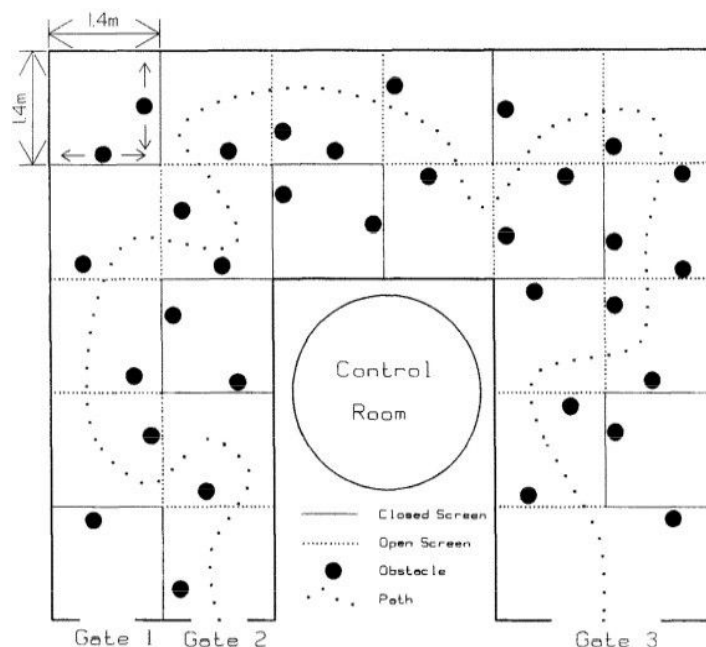 1.4m
1.4m
Control
Room
Closed Screen
Open Screen
Obstacle
Path
Gate 1 Gate 2 Gate 3